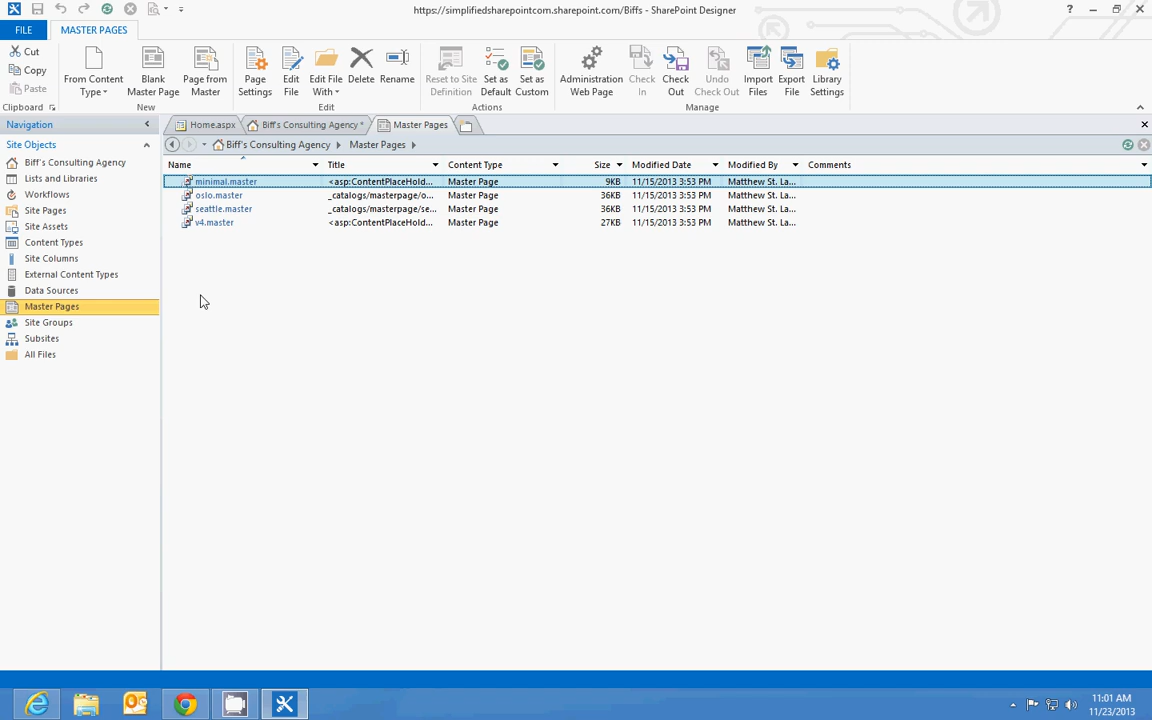 https://simplifiedsharepointcom.sharepoint.com/Biffs - SharePoint Designer
?
FILE
MASTER PAGES
Cut
Copy
Paste
Clipboard
From Content Type
Blank Master Page
Page from Master
New
Page Settings
Edit File
Edit File With
Delete
Rename
Edit
Reset to Site Definition
Set as Default
Set as Custom
Actions
Administration Web Page
Check In
Check Out
Undo Check Out
Import Files
Export File
Library Settings
Manage
Navigation
Site Objects
Biff's Consulting Agency
Lists and Libraries
Workflows
Site Pages
Site Assets
Content Types
Site Columns
External Content Types
Data Sources
Master Pages
Site Groups
Subsites
All Files
Home.aspx
Biff's Consulting Agency *
Master Pages
Biff's Consulting Agency
Master Pages
Name Title Content Type Size Modified Date Modified By Comments
minimal.master <asp:ContentPlaceHold... Master Page 9KB 11/15/2013 3:53 PM Matthew St. La...
oslo.master _catalogs/masterpage/o... Master Page 36KB 11/15/2013 3:53 PM Matthew St. La...
seattle.master _catalogs/masterpage/se... Master Page 36KB 11/15/2013 3:53 PM Matthew St. La...
v4.master <asp:ContentPlaceHold... Master Page 27KB 11/15/2013 3:53 PM Matthew St. La...
11:01 AM
11/23/2013